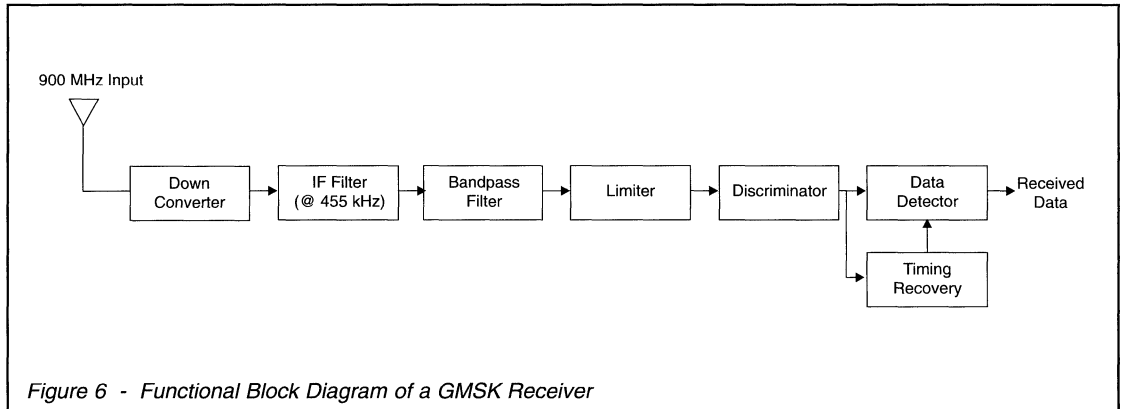 900 MHz Input
Down
Converter
IF Filter
(@ 455 kHz)
Bandpass
Filter
Limiter
Discriminator
Data
Detector
Received
Data
Timing
Recovery
Figure 6 - Functional Block Diagram of a GMSK Receiver